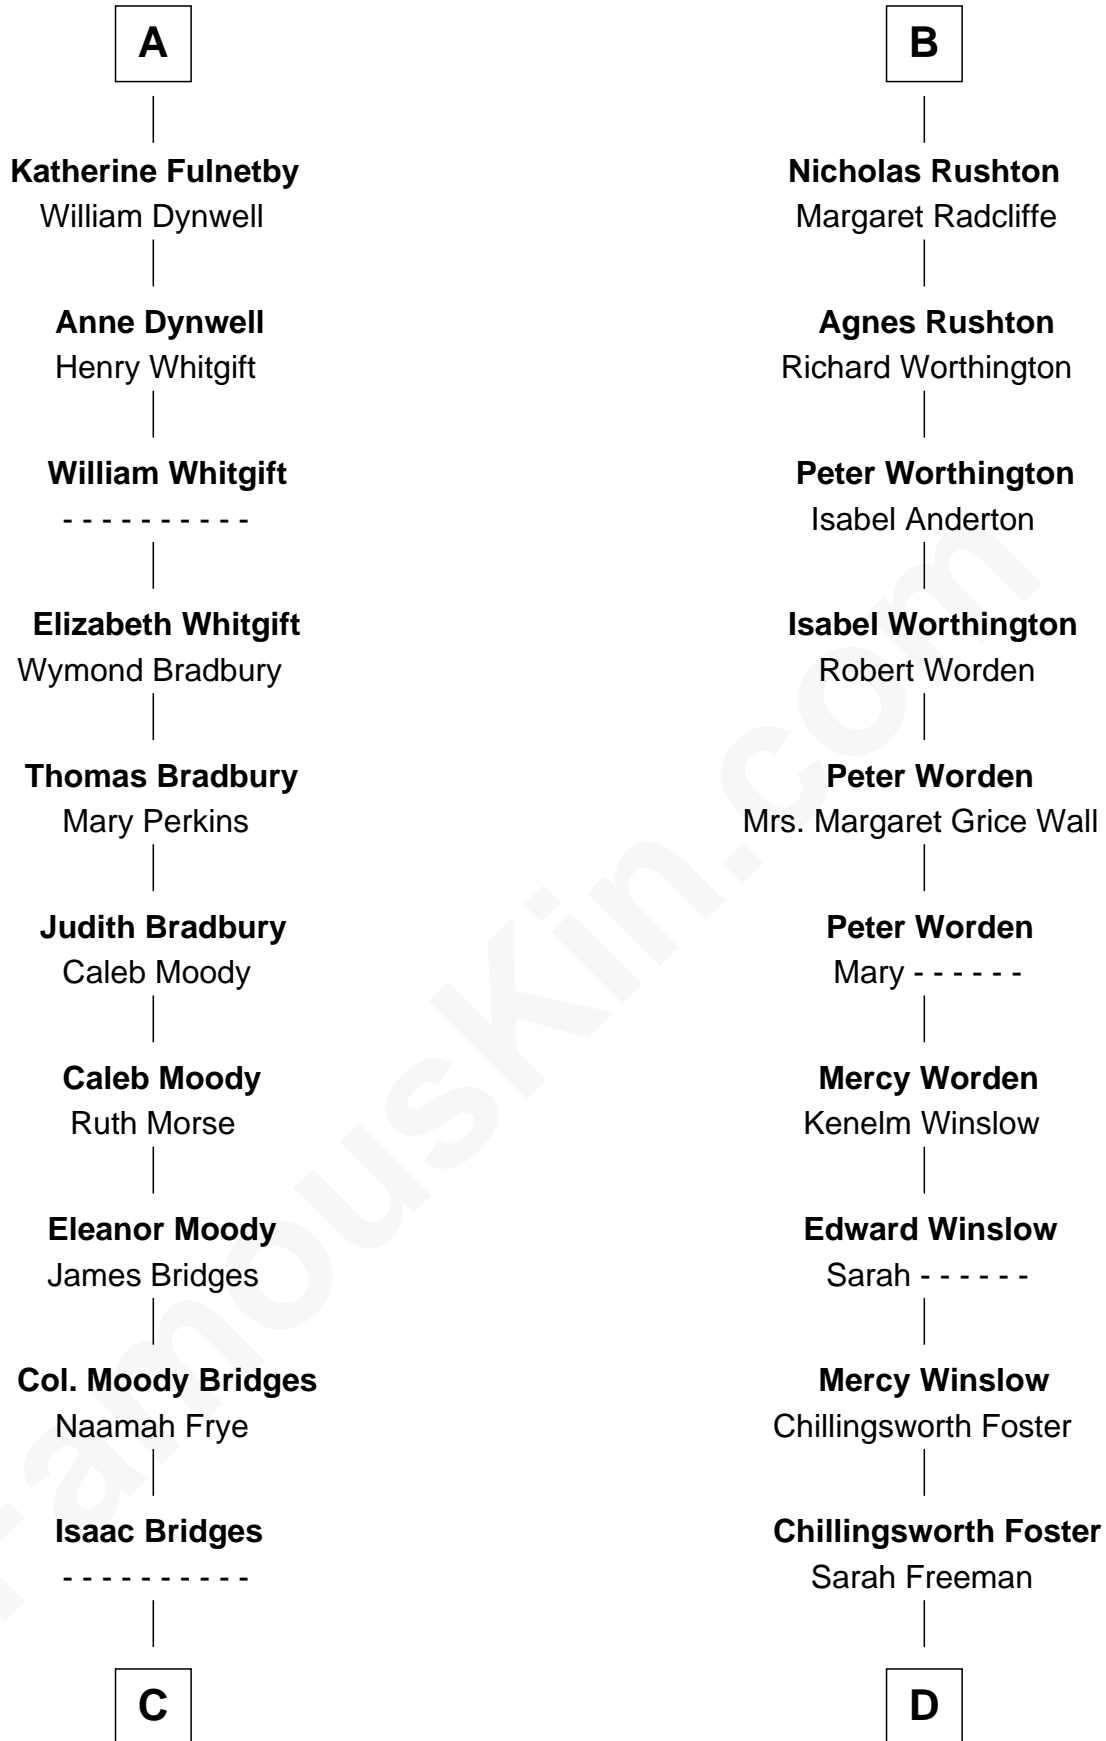 A
Katherine Fulnetby
William Dynwell
Anne Dynwell
Henry Whitgift
William Whitgift
- - - - - - - - - -
Elizabeth Whitgift
Wymond Bradbury
Thomas Bradbury
Mary Perkins
Judith Bradbury
Caleb Moody
Caleb Moody
Ruth Morse
Eleanor Moody
James Bridges
Col. Moody Bridges
Naamah Frye
Isaac Bridges
- - - - - - - - - -
C
B
Nicholas Rushton
Margaret Radcliffe
Agnes Rushton
Richard Worthington
Peter Worthington
Isabel Anderton
Isabel Worthington
Robert Worden
Peter Worden
Mrs. Margaret Grice Wall
Peter Worden
Mary - - - - - -
Mercy Worden
Kenelm Winslow
Edward Winslow
Sarah - - - - - -
Mercy Winslow
Chillingsworth Foster
Chillingsworth Foster
Sarah Freeman
D
FamousKin.com